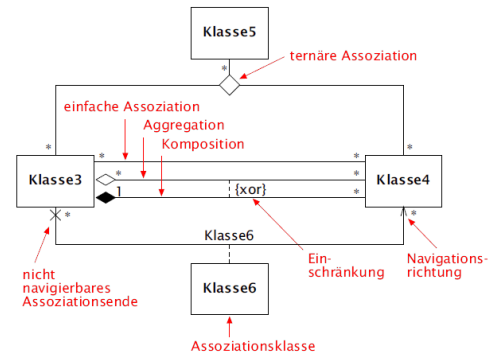 Klasse5
ternäre Assoziation
*
einfache Assoziation
* *
Aggregation
Komposition
* *
Klasse3 * * Klasse4
1 {xor} *
* *
Klasse6
nicht
navigierbares
Assoziationsende
Ein-
schränkung
Navigations-
richtung
Klasse6
Assoziationsklasse